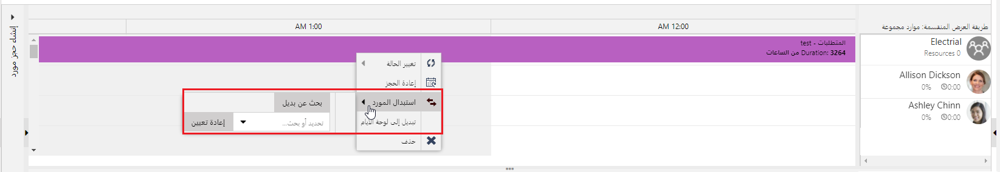 طريقة العرض المنقسمة: موارد مجموعة
12:00 AM
1:00 AM
إنشاء حجز مورد
Electrial
Resources 0
Allison Dickson
0:00
0%
Ashley Chinn
0:00
0%
المتطلبات - test
Duration: 3264 من الساعات
تغيير الحالة
إعادة الحجز
استبدال المورد
تبديل إلى لوحة الأيام
حذف
بحث عن بديل
تحديد أو بحث...
إعادة تعيين